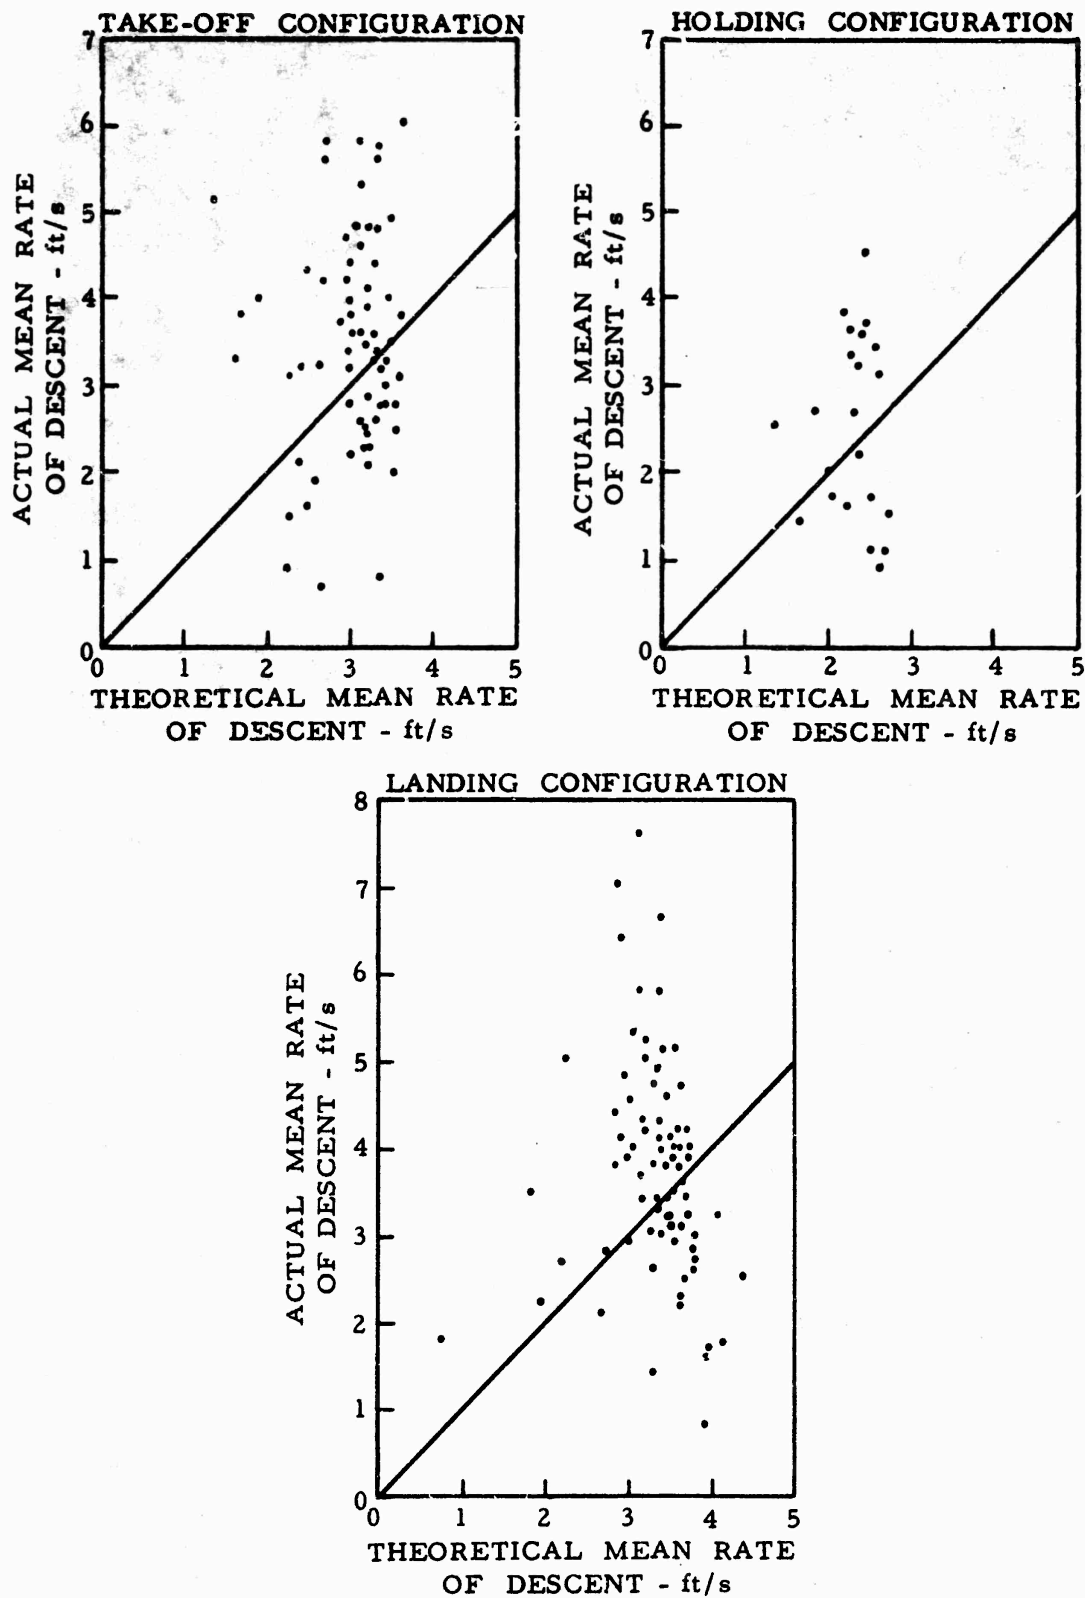 TAKE-OFF CONFIGURATION
7
6
5
4
3
2
1
0
ACTUAL MEAN RATE
OF DESCENT - ft/s
0 1 2 3 4 5
THEORETICAL MEAN RATE
OF DESCENT - ft/s
HOLDING CONFIGURATION
7
6
5
4
3
2
1
0
ACTUAL MEAN RATE
OF DESCENT - ft/s
0 1 2 3 4 5
THEORETICAL MEAN RATE
OF DESCENT - ft/s
LANDING CONFIGURATION
8
7
6
5
4
3
2
1
0
ACTUAL MEAN RATE
OF DESCENT - ft/s
0 1 2 3 4 5
THEORETICAL MEAN RATE
OF DESCENT - ft/s